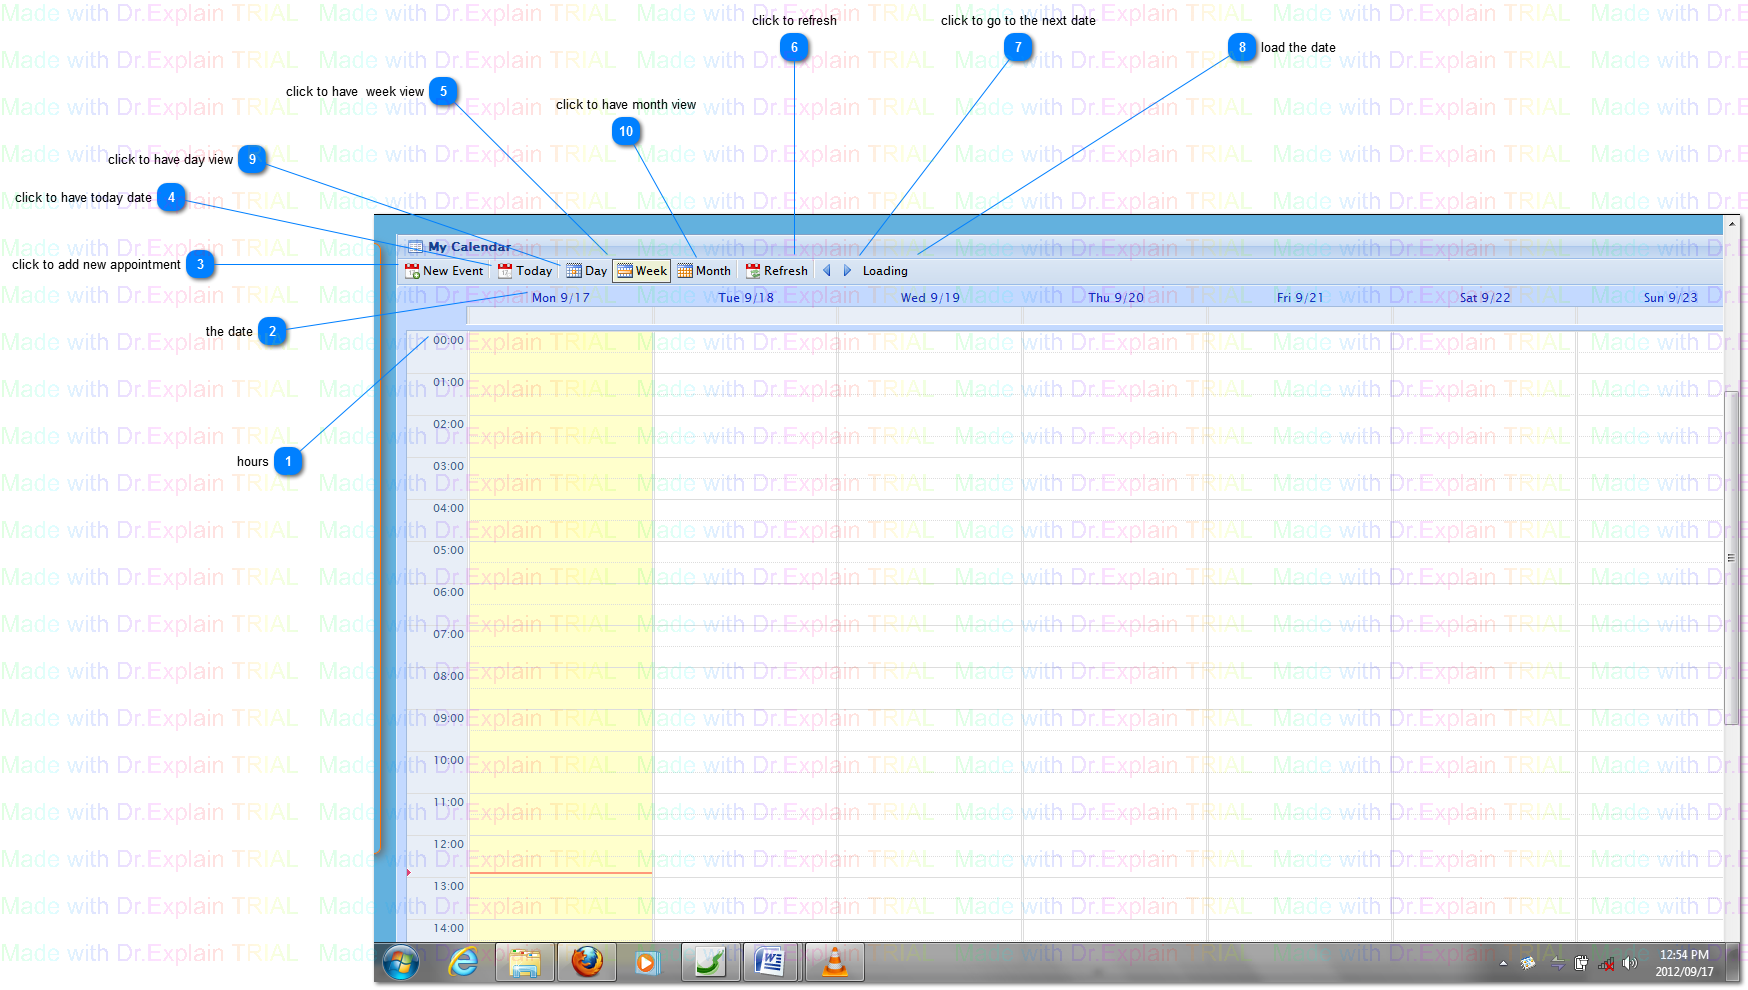 click to refresh
click to go to the next date
6
7
8 load the date
click to have  week view 5
click to have month view
10
click to have day view 9
click to have today date 4
My Calendar
click to add new appointment 3
New Event Today Day Week Month Refresh Loading
Mon 9/17 Tue 9/18 Wed 9/19 Thu 9/20 Fri 9/21 Sat 9/22 Sun 9/23
the date 2
00:00
01:00
02:00
hours 1
03:00
04:00
05:00
06:00
07:00
08:00
09:00
10:00
11:00
12:00
13:00
14:00
12:54 PM
2012/09/17
Made with Dr.Explain TRIAL